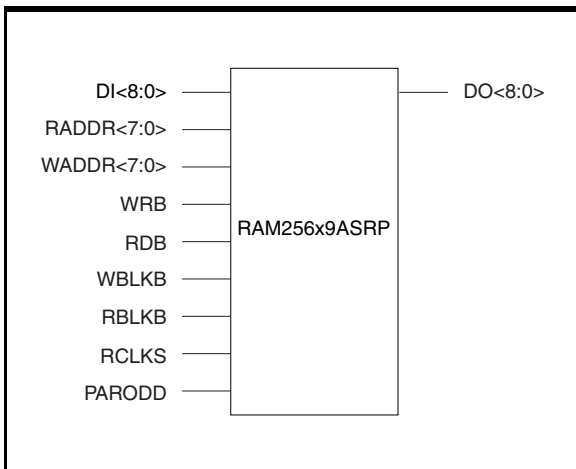 DI<8:0>
DO<8:0>
RADDR<7:0>
WADDR<7:0>
WRB
RAM256x9ASRP
RDB
WBLKB
RBLKB
RCLKS
PARODD